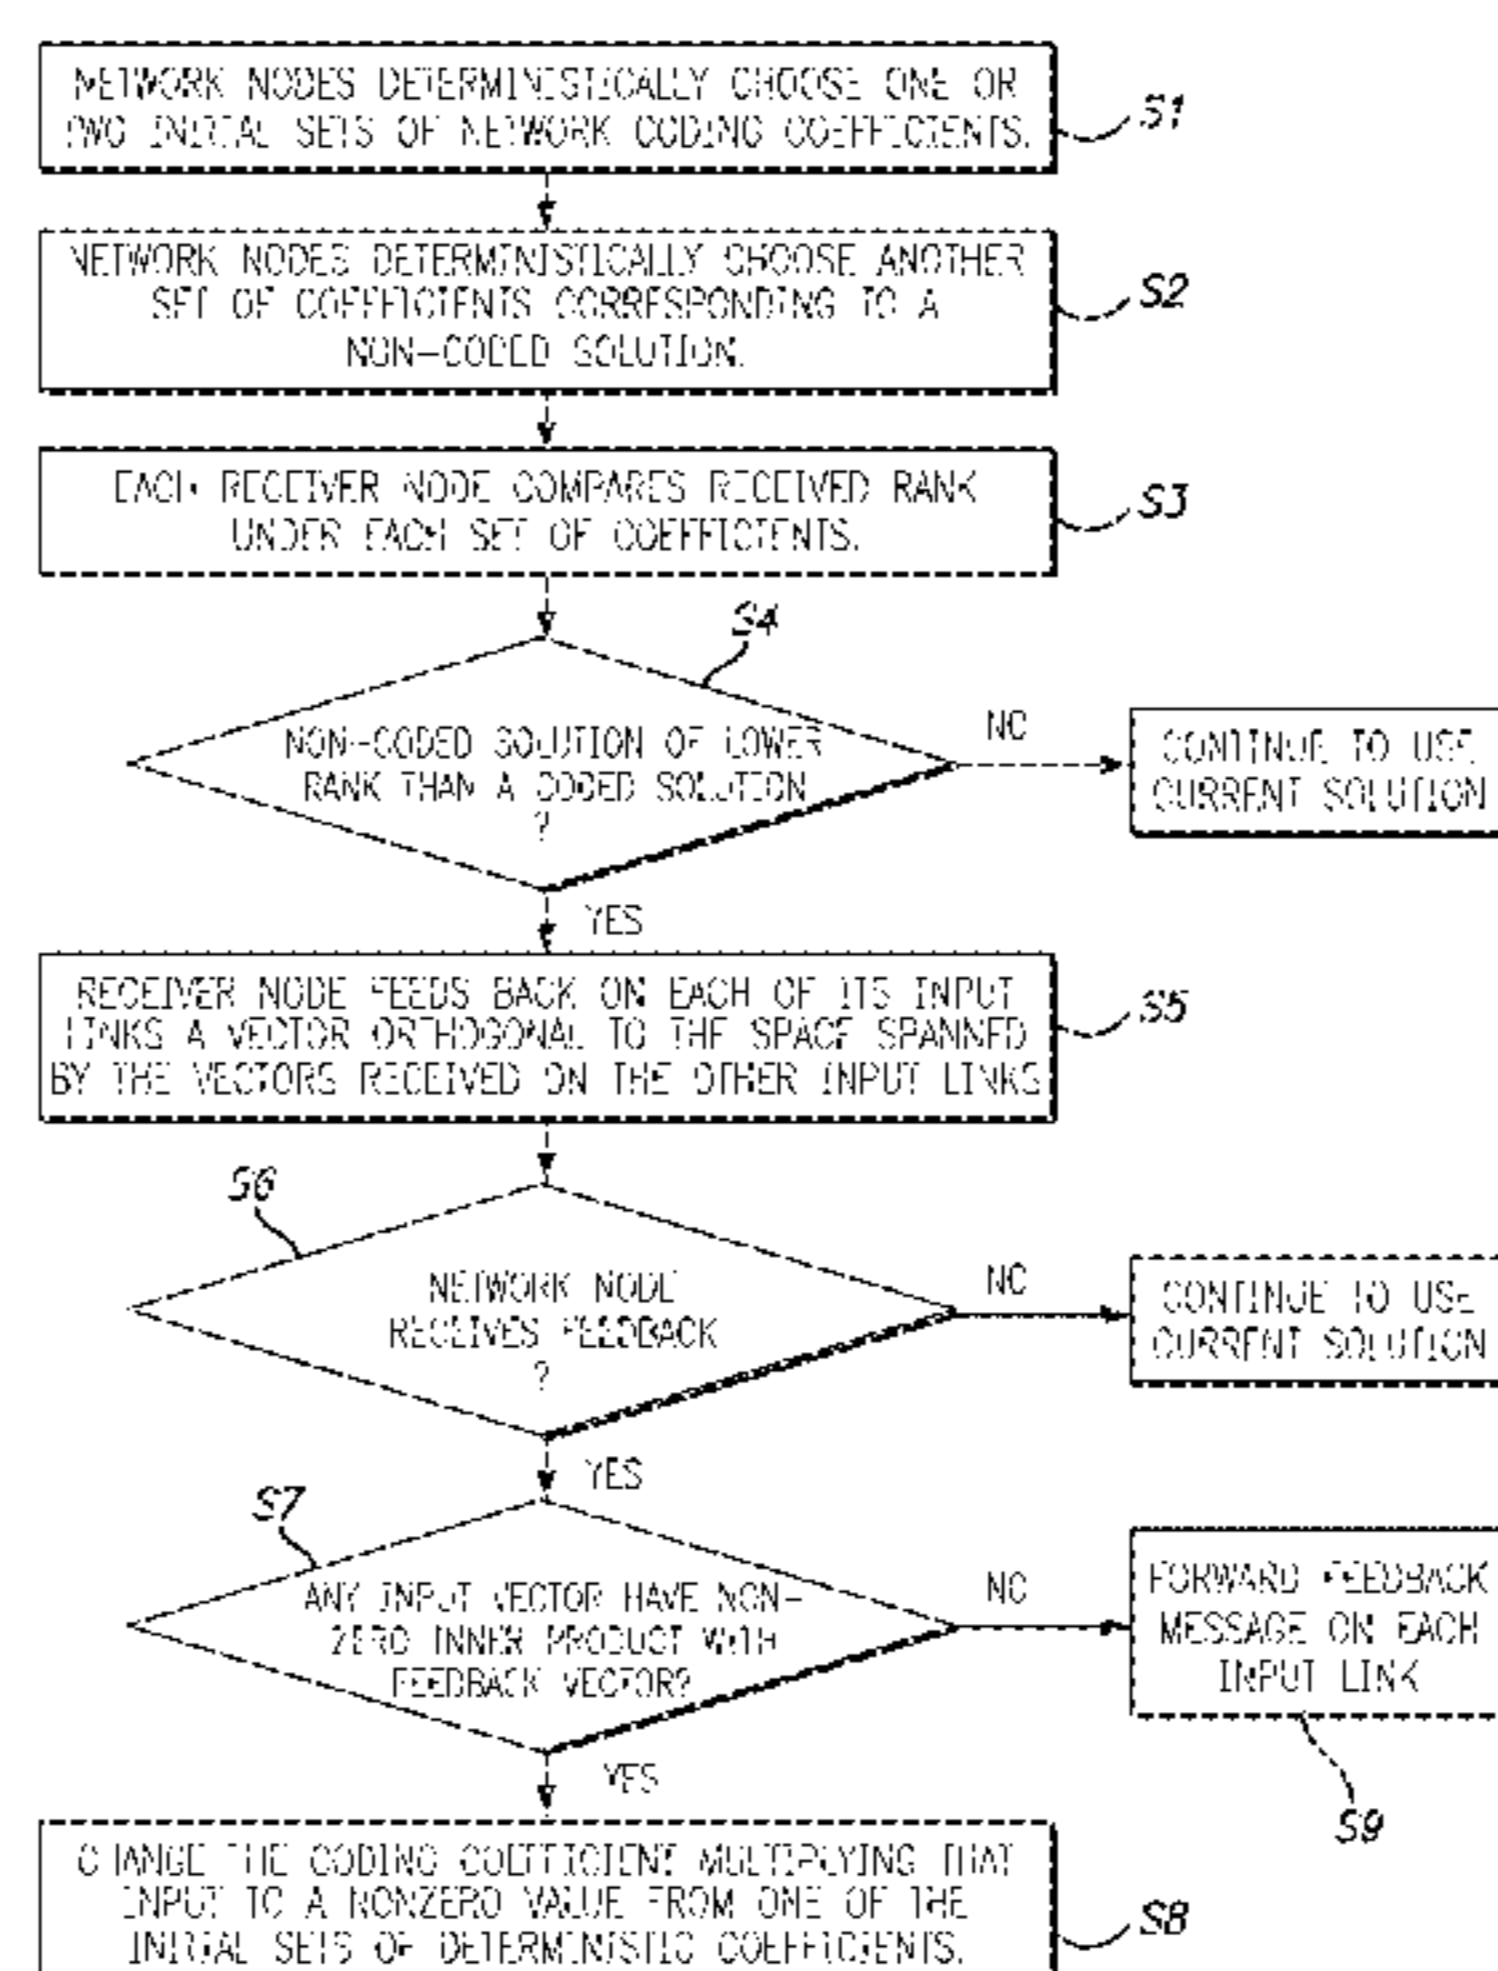 NETWORK NODES DETERMINISTICALLY CHOOSE ONE OR
TWO INITIAL SETS OF NETWORK CODING COEFFICIENTS.
S1
NETWORK NODES DETERMINISTICALLY CHOOSE ANOTHER
SET OF COEFFICIENTS CORRESPONDING TO A
NON-CODED SOLUTION.
S2
EACH RECEIVER NODE COMPARES RECEIVED RANK
UNDER EACH SET OF COEFFICIENTS.
S3
S4
NON-CODED SOLUTION OF LOWER
RANK THAN A CODED SOLUTION
?
NO
CONTINUE TO USE
CURRENT SOLUTION
YES
RECEIVER NODE FEEDS BACK ON EACH OF ITS INPUT
LINKS A VECTOR ORTHOGONAL TO THE SPACE SPANNED
BY THE VECTORS RECEIVED ON THE OTHER INPUT LINKS
S5
S6
NETWORK NODE
RECEIVES FEEDBACK
?
NO
CONTINUE TO USE
CURRENT SOLUTION
YES
S7
ANY INPUT VECTOR HAVE NON-
ZERO INNER PRODUCT WITH
FEEDBACK VECTOR?
NO
FORWARD FEEDBACK
MESSAGE ON EACH
INPUT LINK
S9
YES
CHANGE THE CODING COEFFICIENT MULTIPLYING THAT
INPUT TO A NONZERO VALUE FROM ONE OF THE
INITIAL SETS OF DETERMINISTIC COEFFICIENTS.
S8